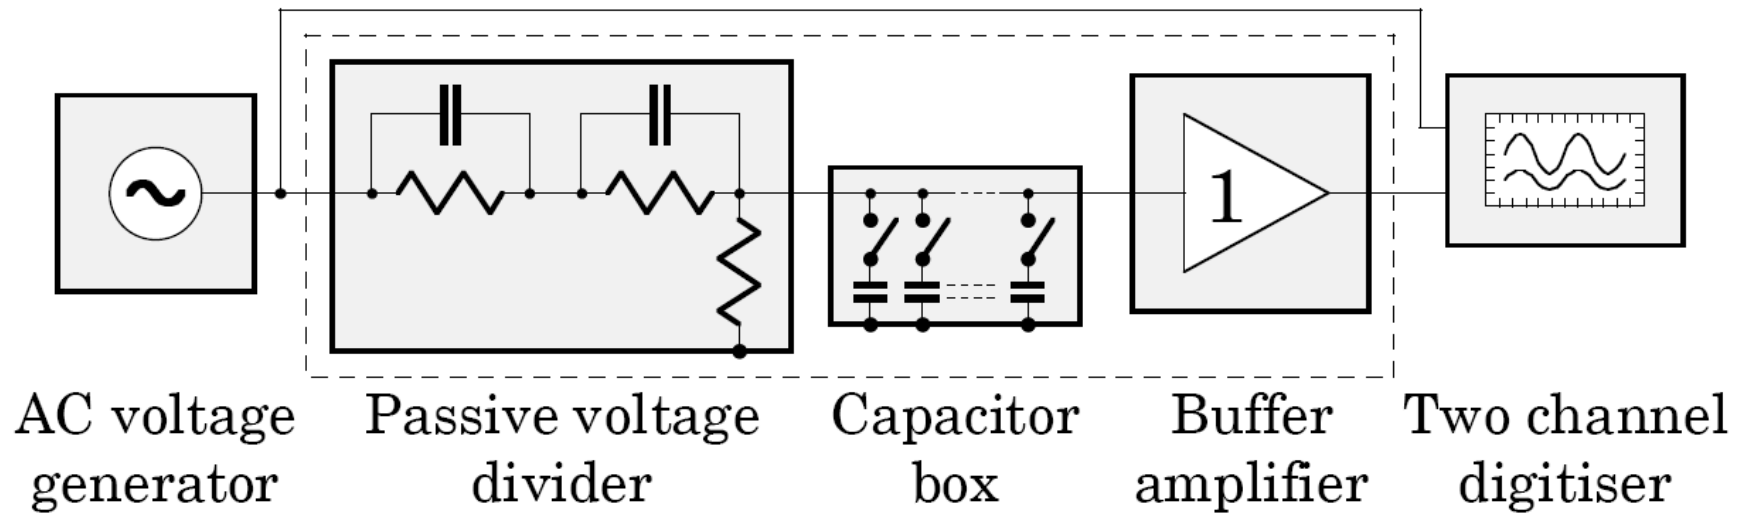 1
AC voltage
generator
Passive voltage
divider
Capacitor
box
Buffer
amplifier
Two channel
digitiser